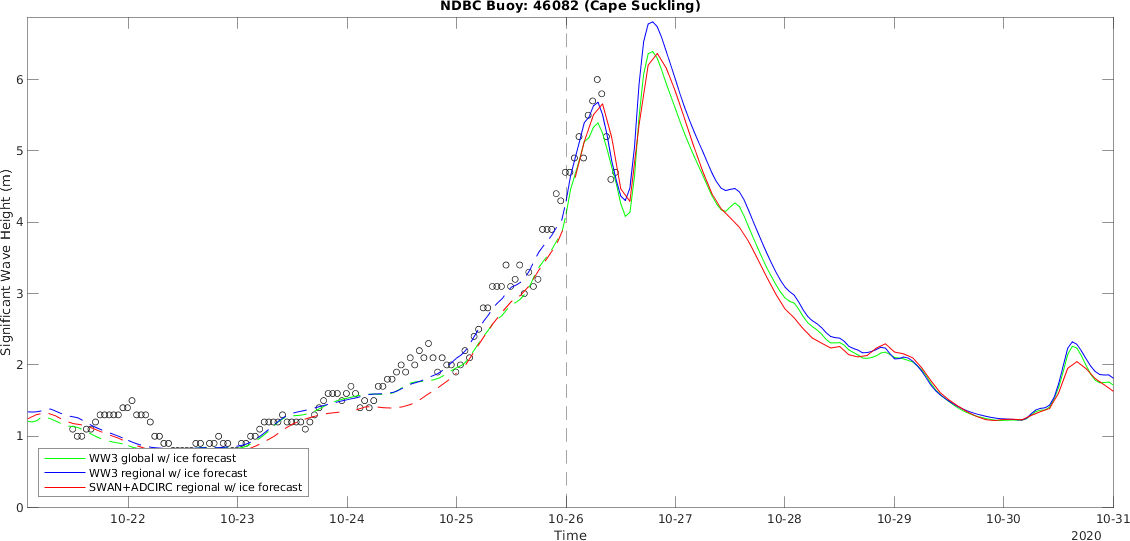 NDBC Buoy: 46082 (Cape Suckling)
Significant Wave Height (m)
6
5
4
3
2
1
0
WW3 global w/ ice forecast
WW3 regional w/ ice forecast
SWAN+ADCIRC regional w/ ice forecast
10-22 10-23 10-24 10-25 10-26 10-27 10-28 10-29 10-30 10-31
Time
2020